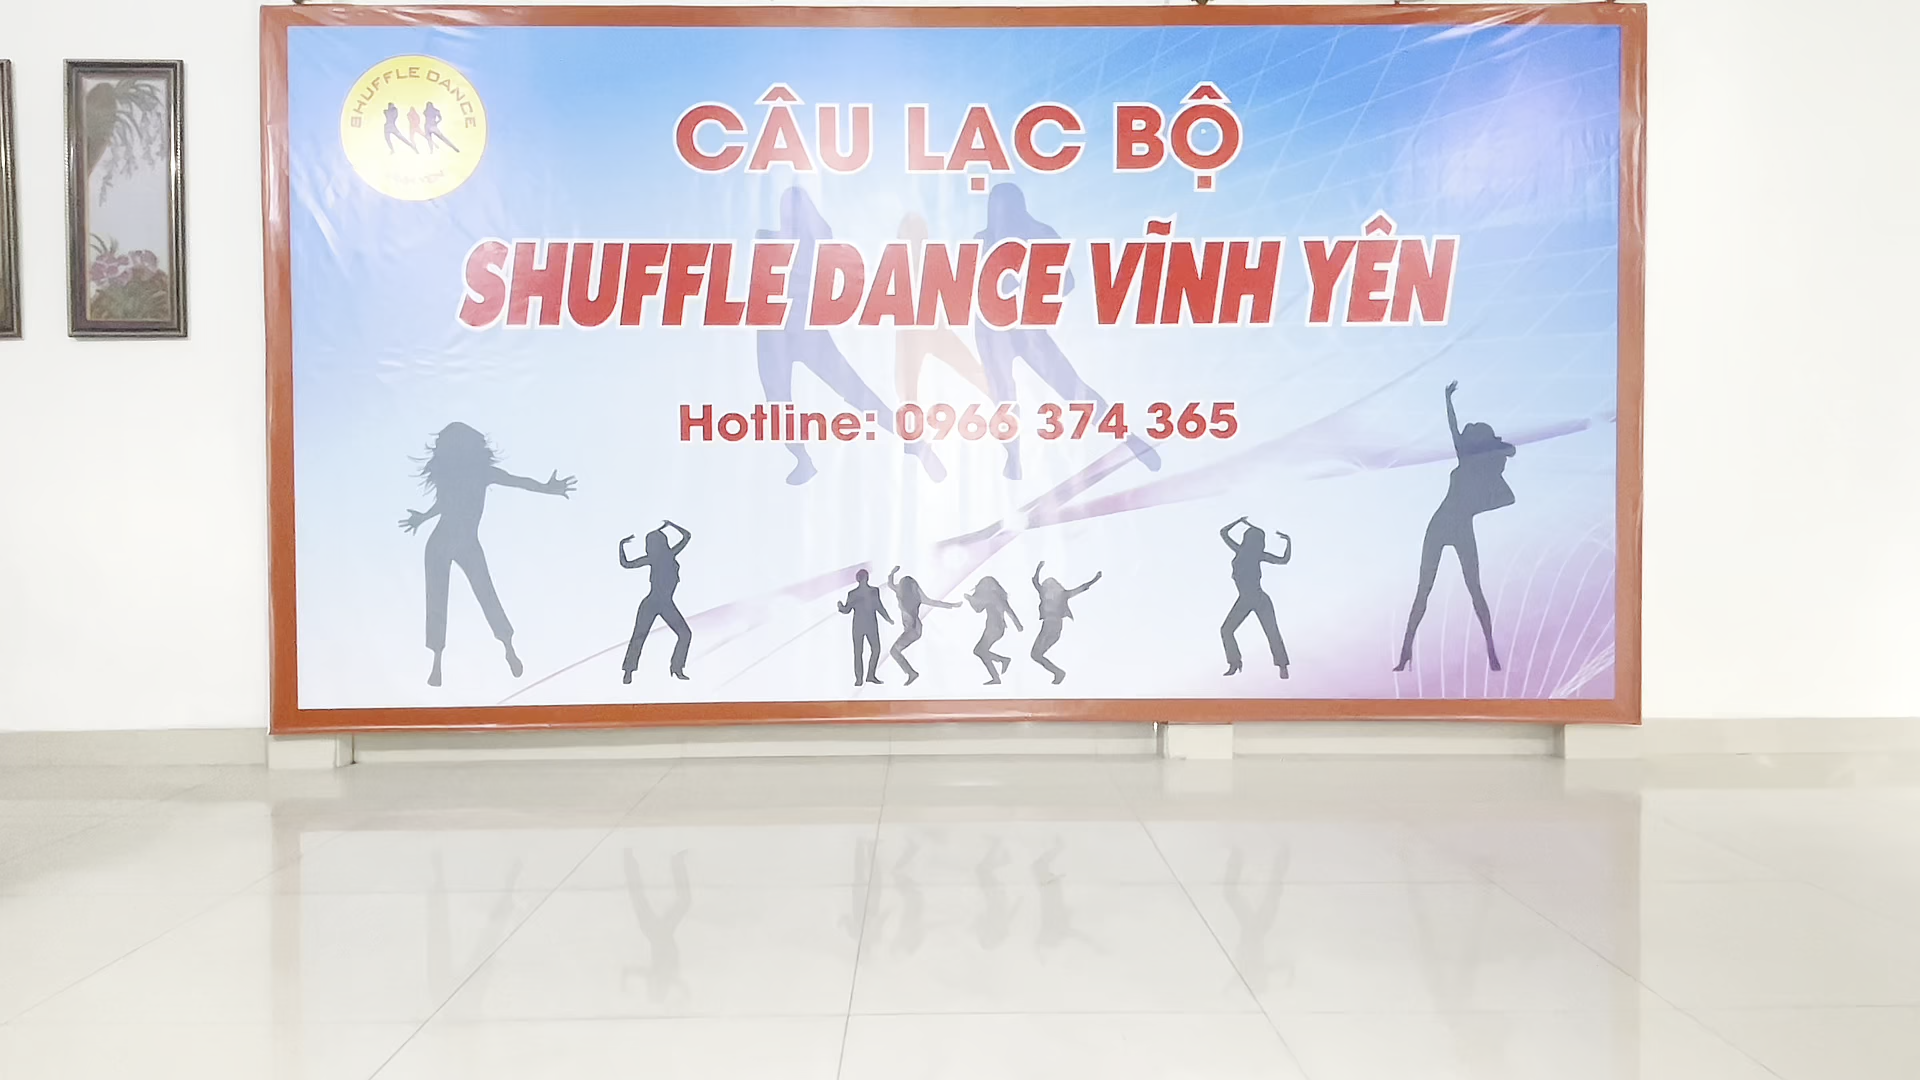 SHUFFLE DANCE
CÂU LẠC BỘ
SHUFFLE DANCE VĨNH YÊN
Hotline: 0966 374 365